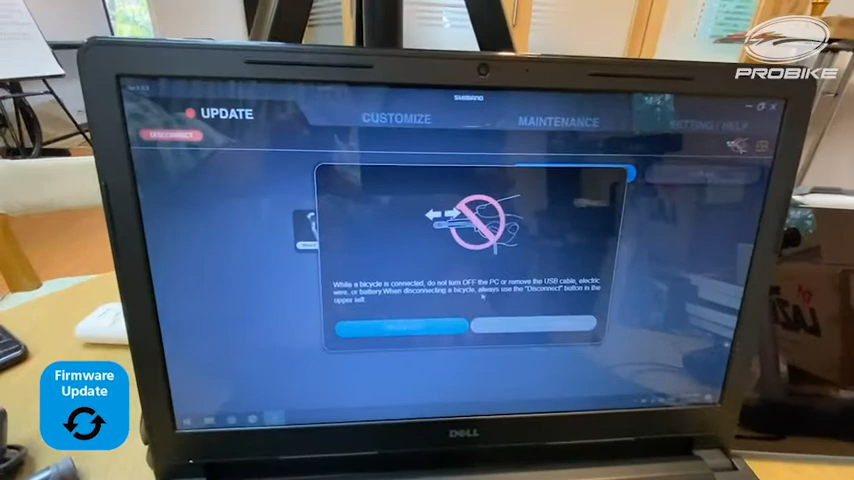 PROBIKE
SHIMANO
UPDATE
CUSTOMIZE
MAINTENANCE
SETTING / HELP
DISCONNECT
While a bicycle is connected, do not turn OFF the PC or remove the USB cable, electric
wire, or battery.When disconnecting a bicycle, always use the "Disconnect" button in the
upper left.
Firmware
Update
DELL